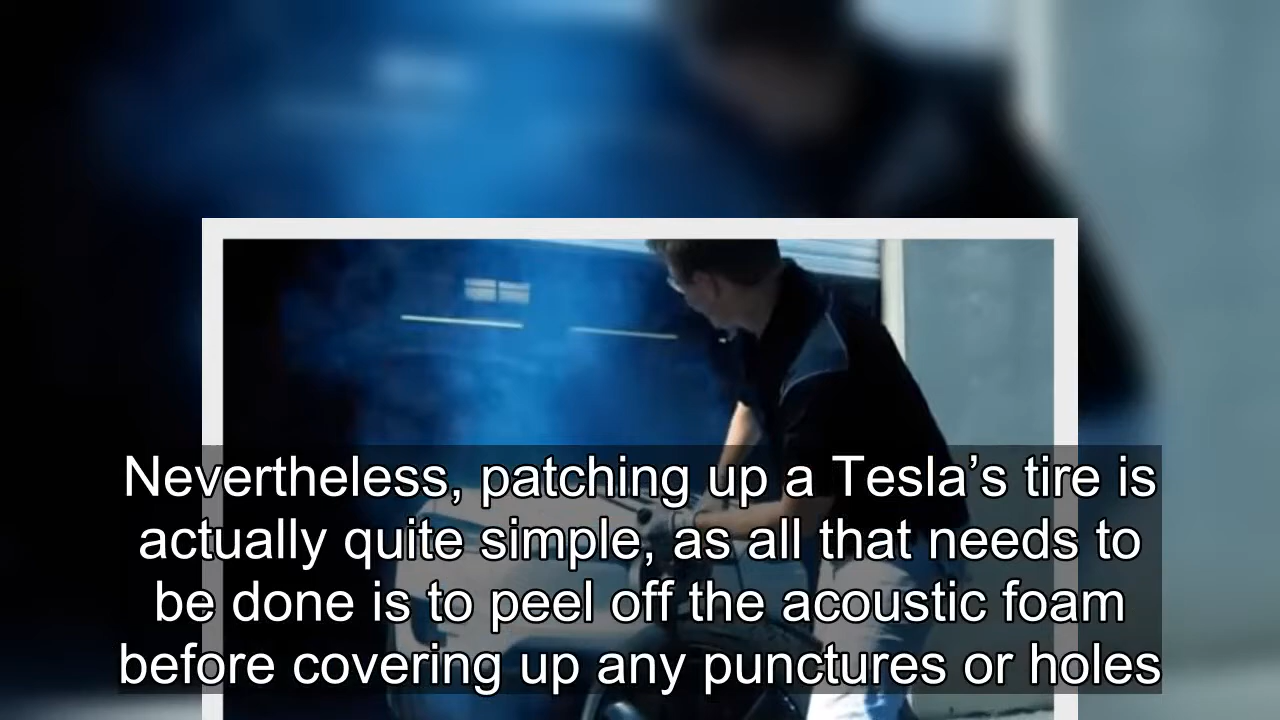 Nevertheless, patching up a Tesla’s tire is
actually quite simple, as all that needs to
be done is to peel off the acoustic foam
before covering up any punctures or holes